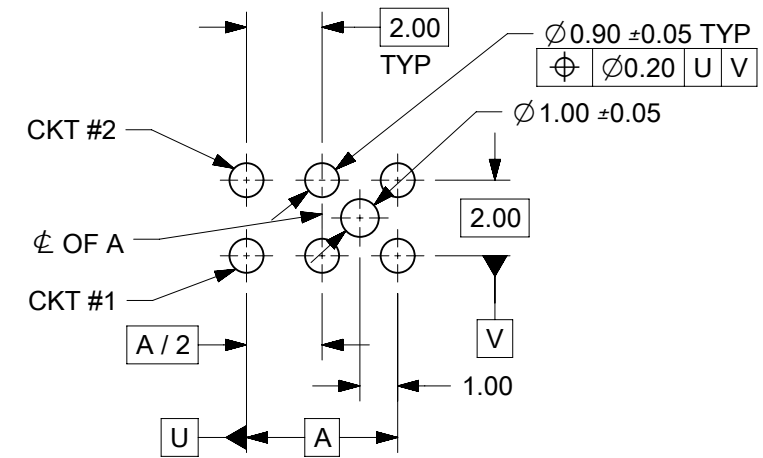 2.00
TYP
∅0.90 ±0.05 TYP
⌖ ∅0.20 U V
∅1.00 ±0.05
CKT #2
2.00
℄ OF A
CKT #1
A / 2
V
1.00
U
A